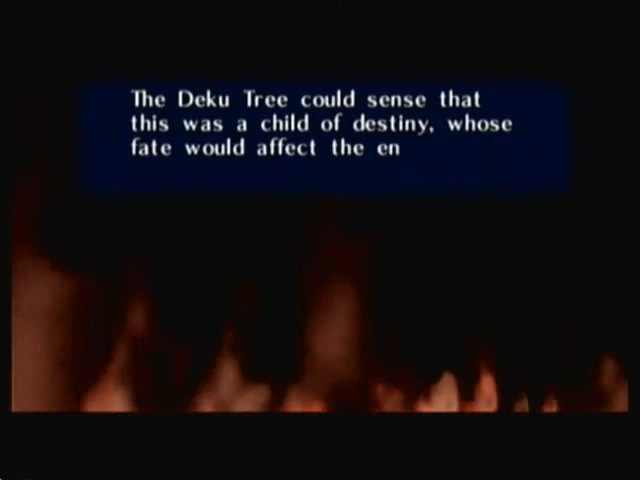 The Deku Tree could sense that
this was a child of destiny, whose
fate would affect the en